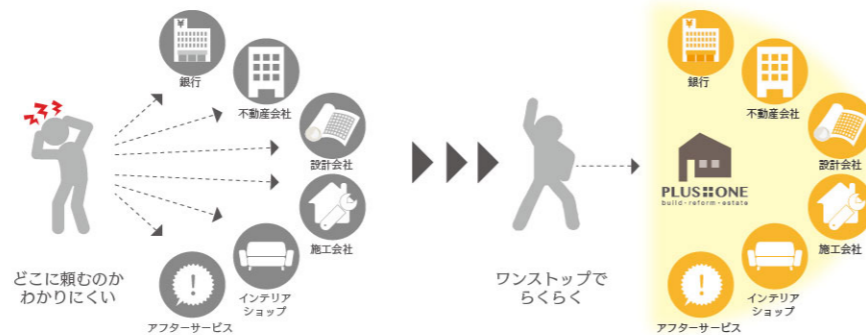 銀行
不動産会社
設計会社
施工会社
インテリア
ショップ
アフターサービス
どこに頼むのか
わかりにくい
ワンストップで
らくらく
銀行
不動産会社
設計会社
PLUS ONE
build・reform・estate
施工会社
インテリア
ショップ
アフターサービス